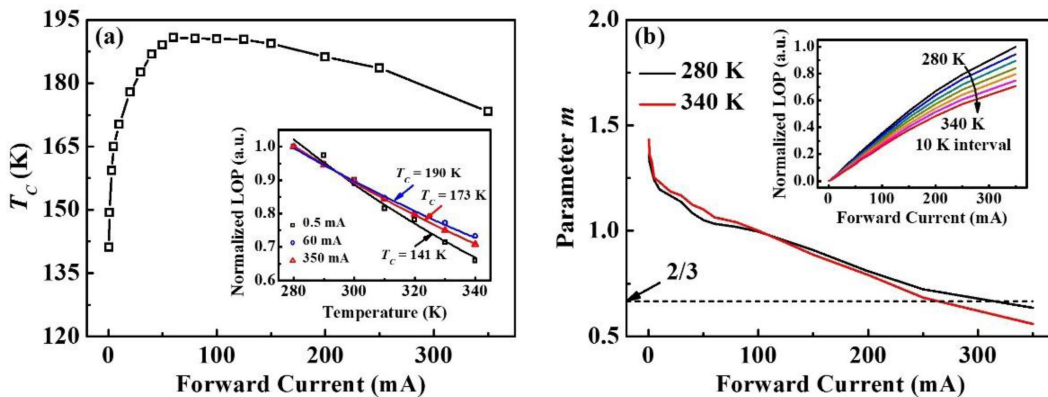 (a)
195
180
165
150
135
120
T_C (K)
0
100
200
300
Forward Current (mA)
Normalized LOP (a.u.)
1.0
0.9
0.8
0.7
0.6
280
300
320
340
Temperature (K)
T_C = 190 K
T_C = 173 K
T_C = 141 K
0.5 mA
60 mA
350 mA
(b)
2.0
1.5
1.0
0.5
Parameter m
0
100
200
300
Forward Current (mA)
280 K
340 K
2/3
Normalized LOP (a.u.)
1.0
0.8
0.6
0.4
0.2
0.0
0
100
200
300
Forward Current (mA)
280 K
340 K
10 K interval